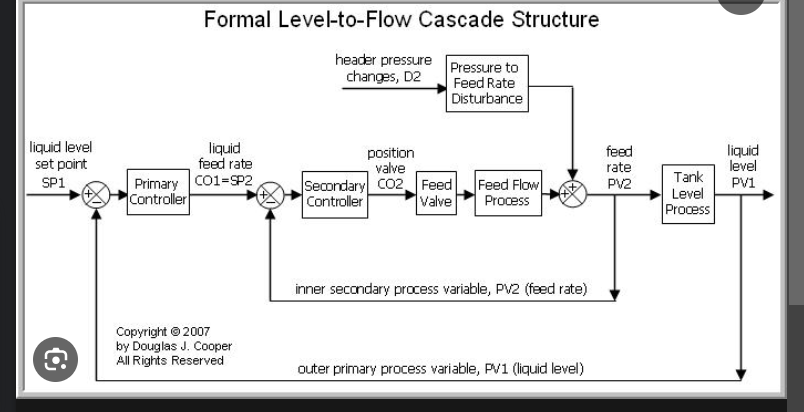 Formal Level-to-Flow Cascade Structure
header pressure
changes, D2
Pressure to
Feed Rate
Disturbance
liquid level
set point
SP1
Primary
Controller
liquid
feed rate
CO1=SP2
Secondary
Controller
position
valve
CO2
Feed
Valve
Feed Flow
Process
feed
rate
PV2
Tank
Level
Process
liquid
level
PV1
inner secondary process variable, PV2 (feed rate)
Copyright © 2007
by Douglas J. Cooper
All Rights Reserved
outer primary process variable, PV1 (liquid level)